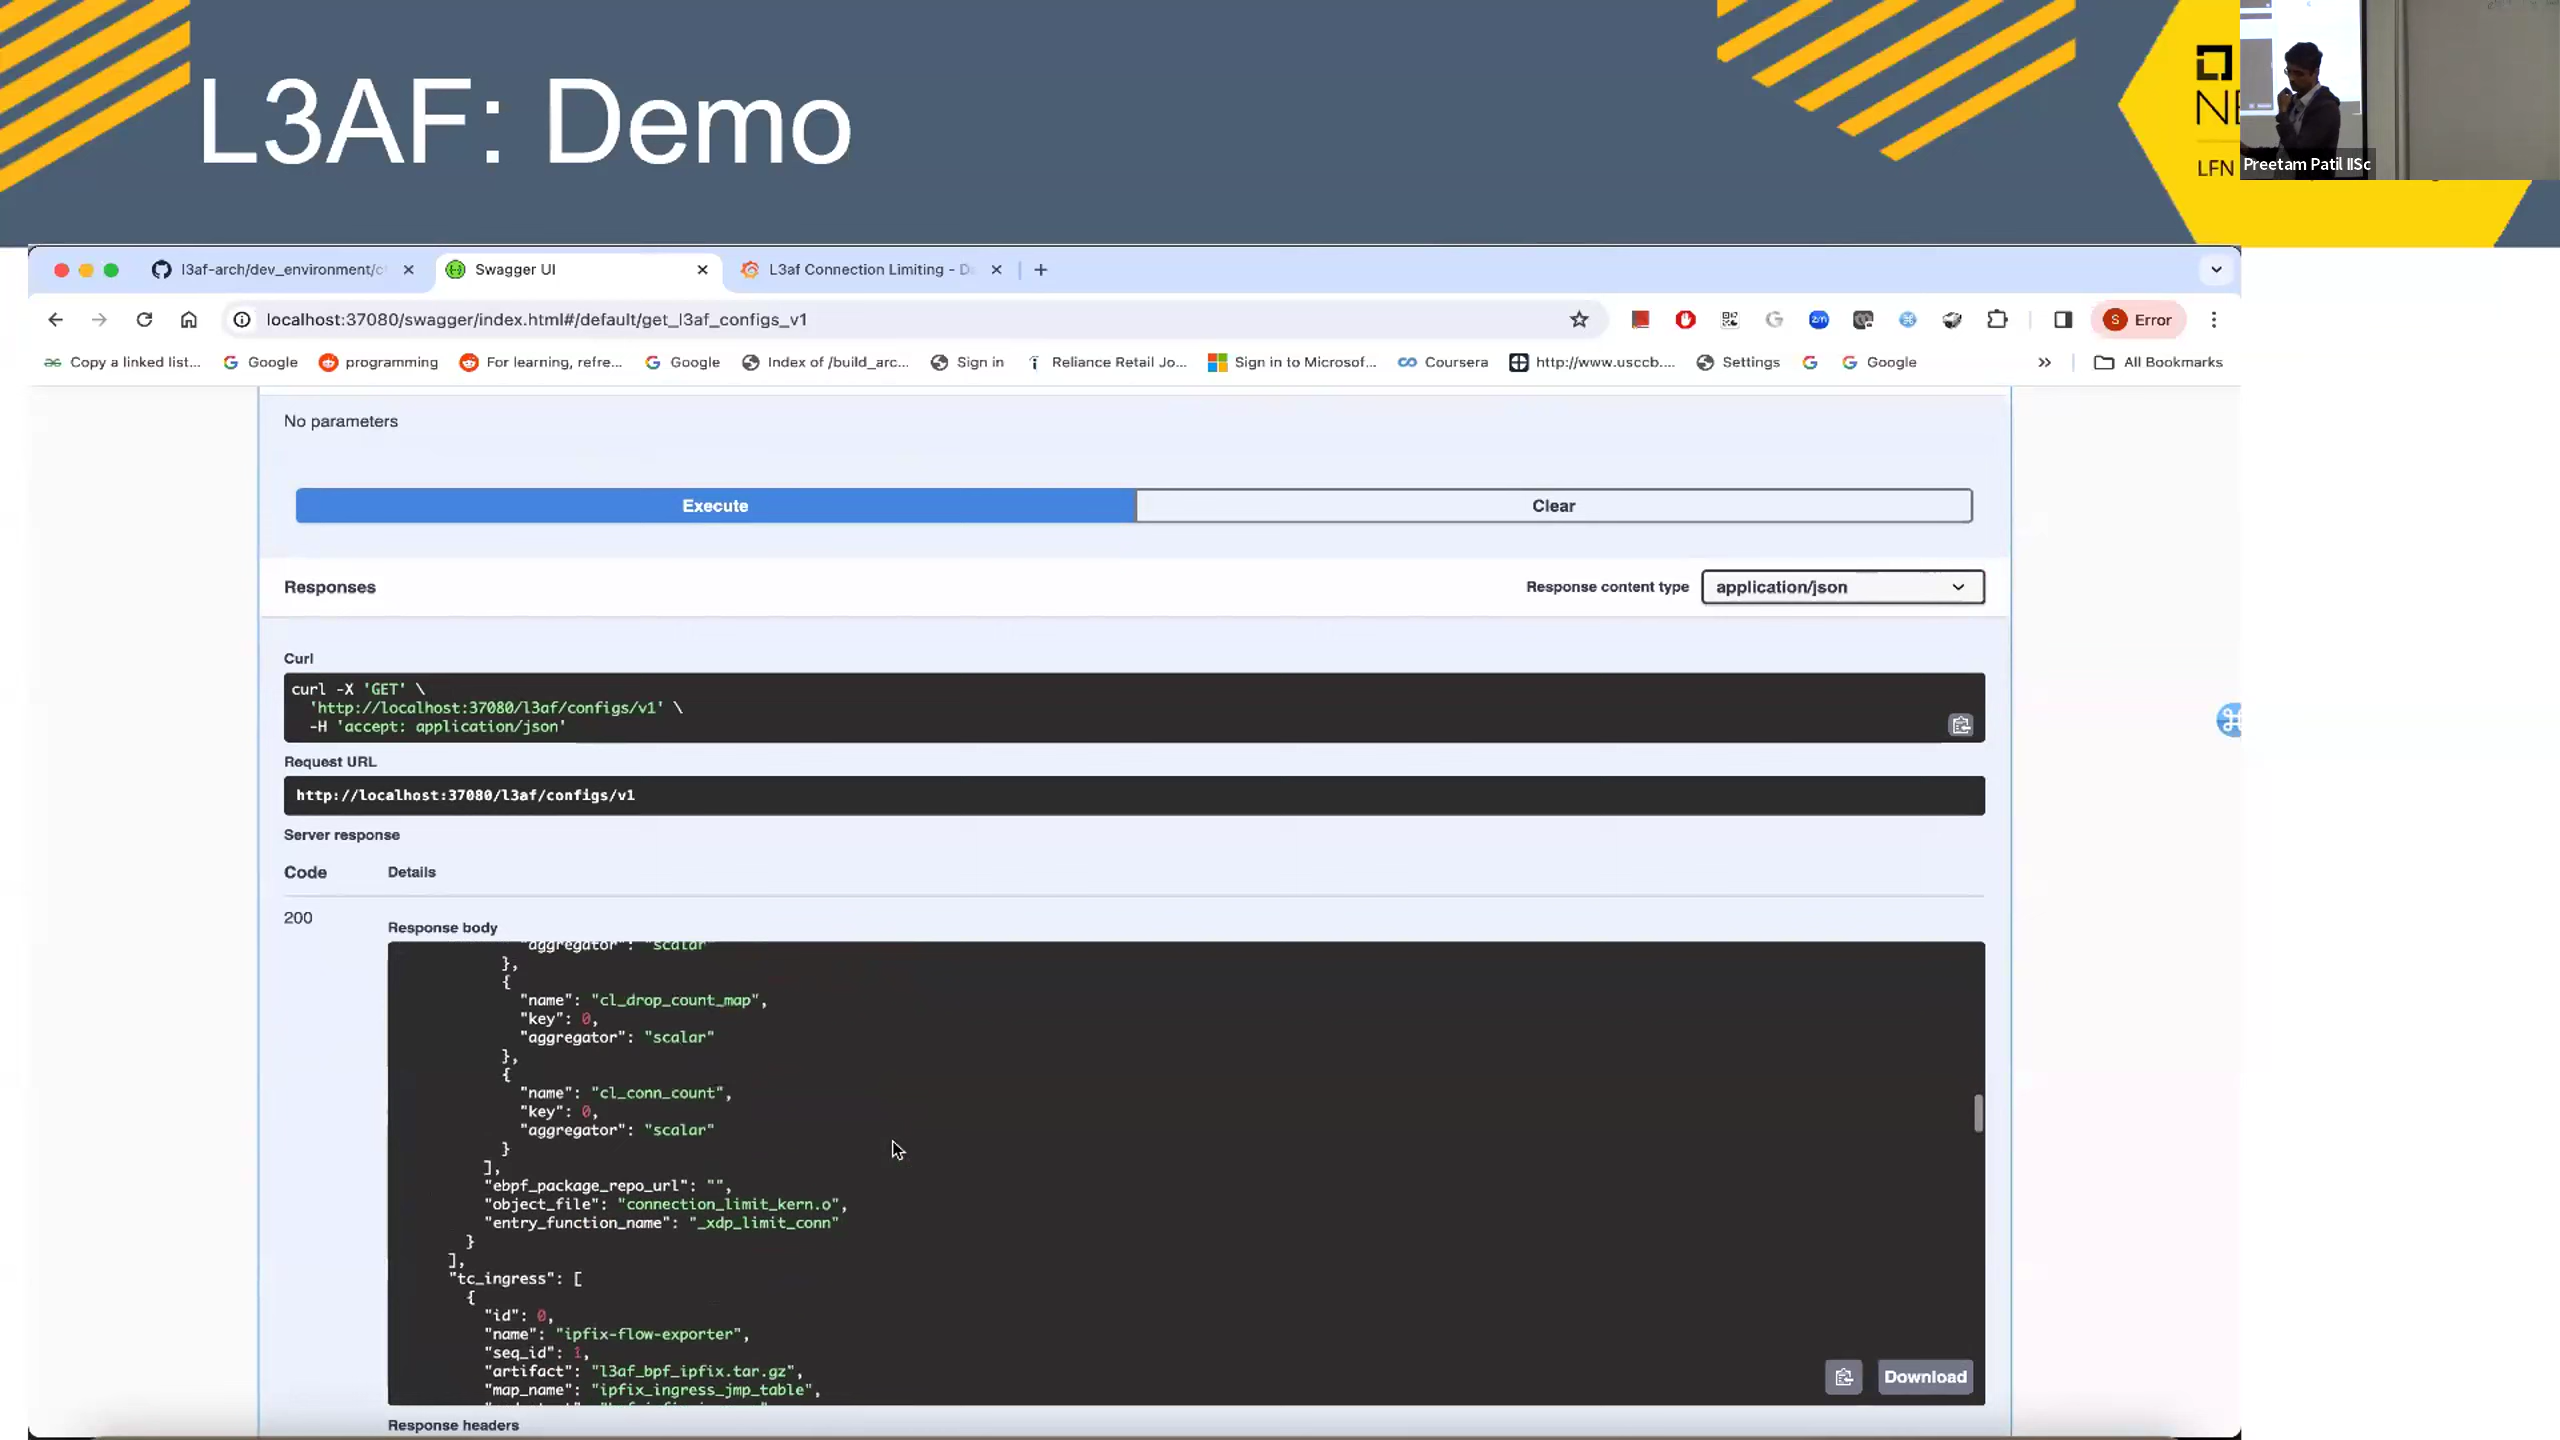 L3AF: Demo
LFN
Preetam Patil IISc
l3af-arch/dev_environment/c
Swagger UI
L3af Connection Limiting - D
localhost:37080/swagger/index.html#/default/get_l3af_configs_v1
Error
Copy a linked list...
Google
programming
For learning, refre...
Google
Index of /build_arc...
Sign in
Reliance Retail Jo...
Sign in to Microsof...
Coursera
http://www.usccb....
Settings
Google
All Bookmarks
No parameters
Execute
Clear
Responses
Response content type
application/json
Curl
curl -X 'GET' \
'http://localhost:37080/l3af/configs/v1' \
-H 'accept: application/json'
Request URL
http://localhost:37080/l3af/configs/v1
Server response
Code Details
200
Response body
"aggregator": "scalar"
},
{
"name": "cl_drop_count_map",
"key": 0,
"aggregator": "scalar"
},
{
"name": "cl_conn_count",
"key": 0,
"aggregator": "scalar"
}
],
"ebpf_package_repo_url": "",
"object_file": "connection_limit_kern.o",
"entry_function_name": "_xdp_limit_conn"
}
],
"tc_ingress": [
{
"id": 0,
"name": "ipfix-flow-exporter",
"seq_id": 1,
"artifact": "l3af_bpf_ipfix.tar.gz",
"map_name": "ipfix_ingress_jmp_table",
Download
Response headers